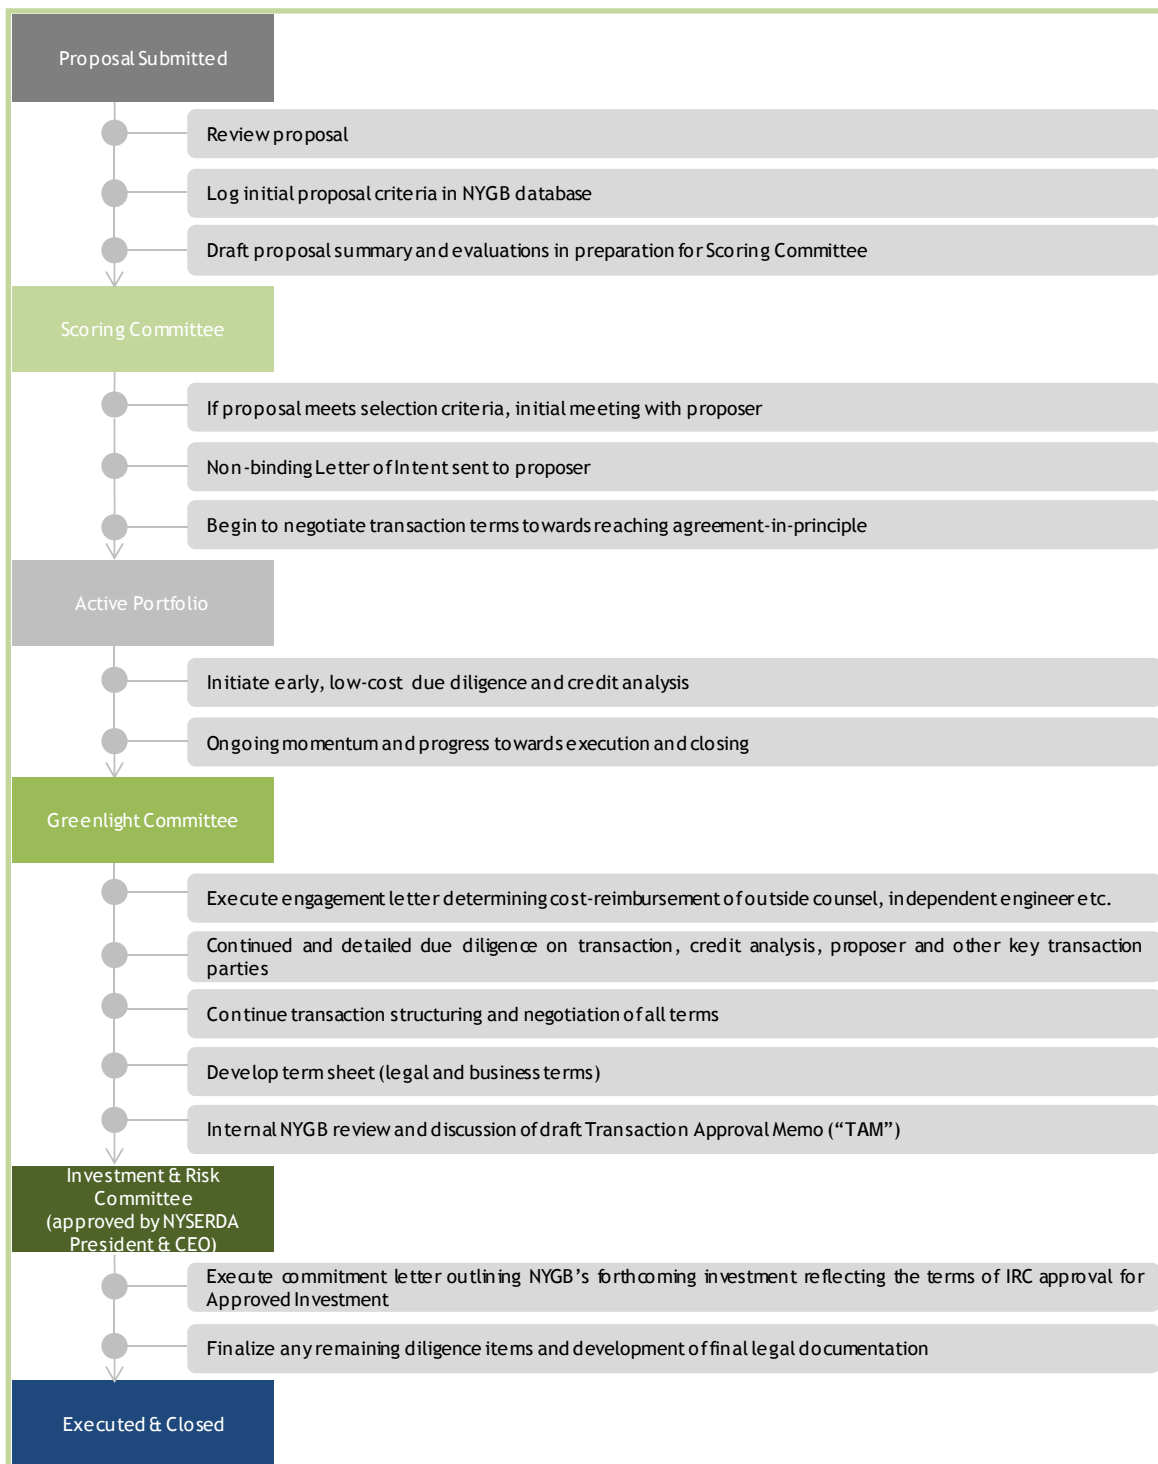 Proposal Submitted
Review proposal
Log initial proposal criteria in NYGB database
Draft proposal summary and evaluations in preparation for Scoring Committee
Scoring Committee
If proposal meets selection criteria, initial meeting with proposer
Non-binding Letter of Intent sent to proposer
Begin to negotiate transaction terms towards reaching agreement-in-principle
Active Portfolio
Initiate early, low-cost due diligence and credit analysis
Ongoing momentum and progress towards execution and closing
Greenlight Committee
Execute engagement letter determining cost-reimbursement of outside counsel, independent engineer etc.
Continued and detailed due diligence on transaction, credit analysis, proposer and other key transaction
parties
Continue transaction structuring and negotiation of all terms
Develop term sheet (legal and business terms)
Internal NYGB review and discussion of draft Transaction Approval Memo (“TAM”)
Investment & Risk
Committee
(approved by NYSERDA
President & CEO)
Execute commitment letter outlining NYGB’s forthcoming investment reflecting the terms of IRC approval for
Approved Investment
Finalize any remaining diligence items and development of final legal documentation
Executed & Closed